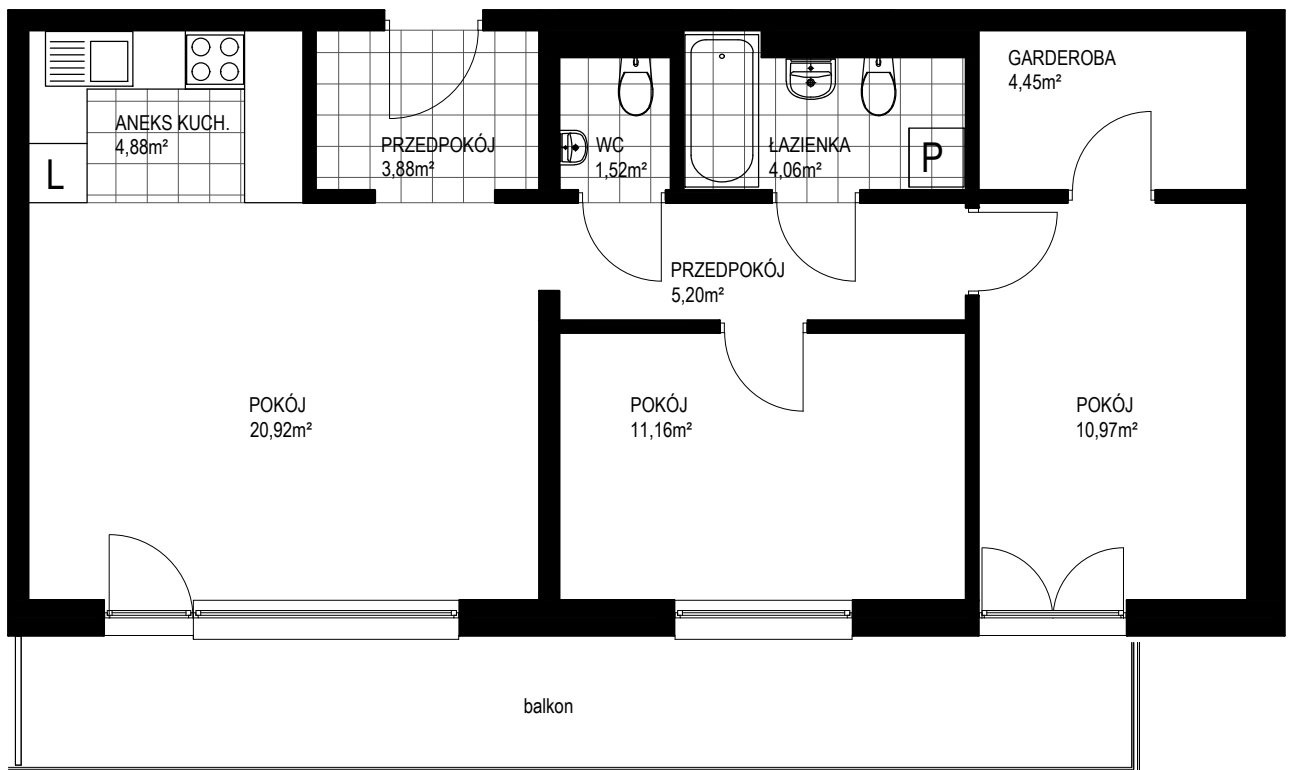 GARDEROBA
4,45m²
ANEKS KUCH.
4,88m²
L
PRZEDPOKÓJ
3,88m²
WC
1,52m²
ŁAZIENKA
4,06m²
P
PRZEDPOKÓJ
5,20m²
POKÓJ
20,92m²
POKÓJ
11,16m²
POKÓJ
10,97m²
balkon